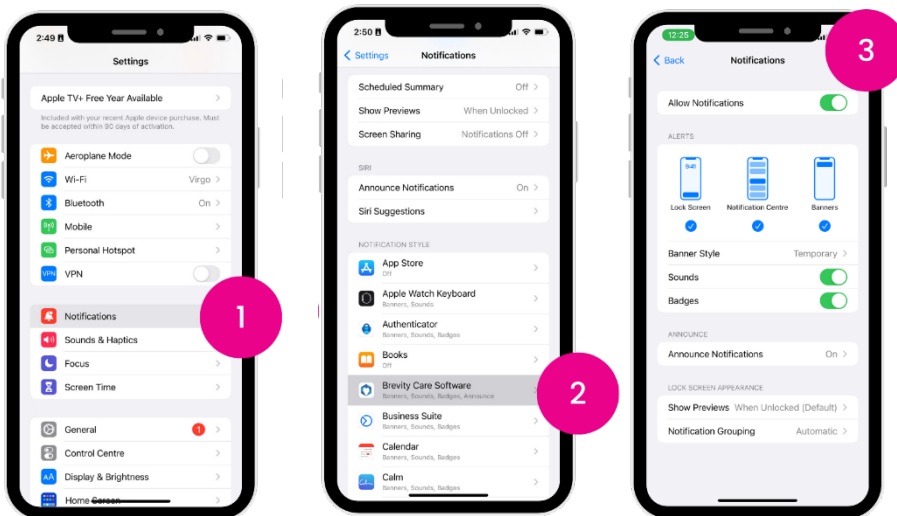 2:49
Settings
Apple TV+ Free Year Available
Included with your recent Apple device purchase. Must
be accepted within 90 days of activation.
Aeroplane Mode
Wi-Fi Virgo
Bluetooth On
Mobile
Personal Hotspot
VPN VPN
Notifications
Sounds & Haptics
Focus
Screen Time
General 1
Control Centre
AA Display & Brightness
Home Screen
1
2:50
Settings Notifications
Scheduled Summary Off
Show Previews When Unlocked
Screen Sharing Notifications Off
SIRI
Announce Notifications On
Siri Suggestions
NOTIFICATION STYLE
App Store
Off
Apple Watch Keyboard
Banners, Sounds
Authenticator
Banners, Sounds, Badges
Books
Off
Brevity Care Software
Banners, Sounds, Badges, Announce
Business Suite
Banners, Sounds, Badges
Calendar
Banners, Sounds, Badges
Calm
Banners, Sounds, Badges
2
12:25
Back Notifications
Allow Notifications
ALERTS
9:41
Lock Screen Notification Centre Banners
Banner Style Temporary
Sounds
Badges
ANNOUNCE
Announce Notifications On
LOCK SCREEN APPEARANCE
Show Previews When Unlocked (Default)
Notification Grouping Automatic
3